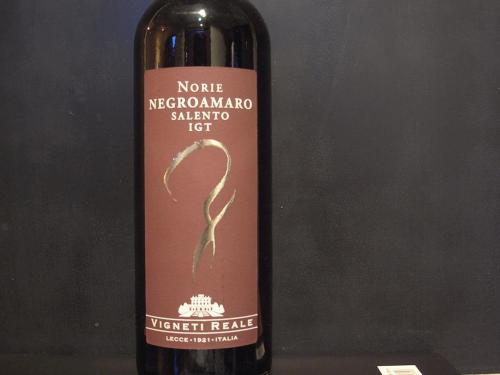 NORIE
NEGROAMARO
SALENTO
IGT
VIGNETI REALE
LECCE • 1921 • ITALIA